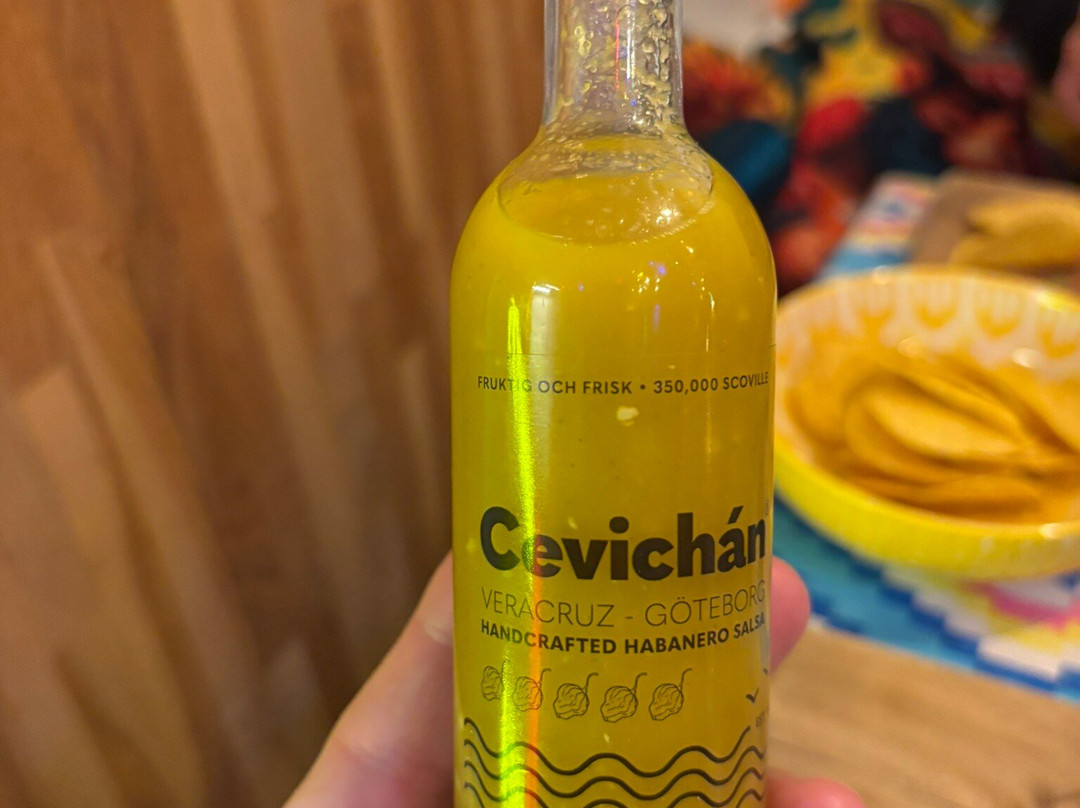 FRUKTIG OCH FRISK • 350,000 SCOVILLE
Cevichán
VERACRUZ - GÖTEBORG
HANDCRAFTED HABANERO SALSA